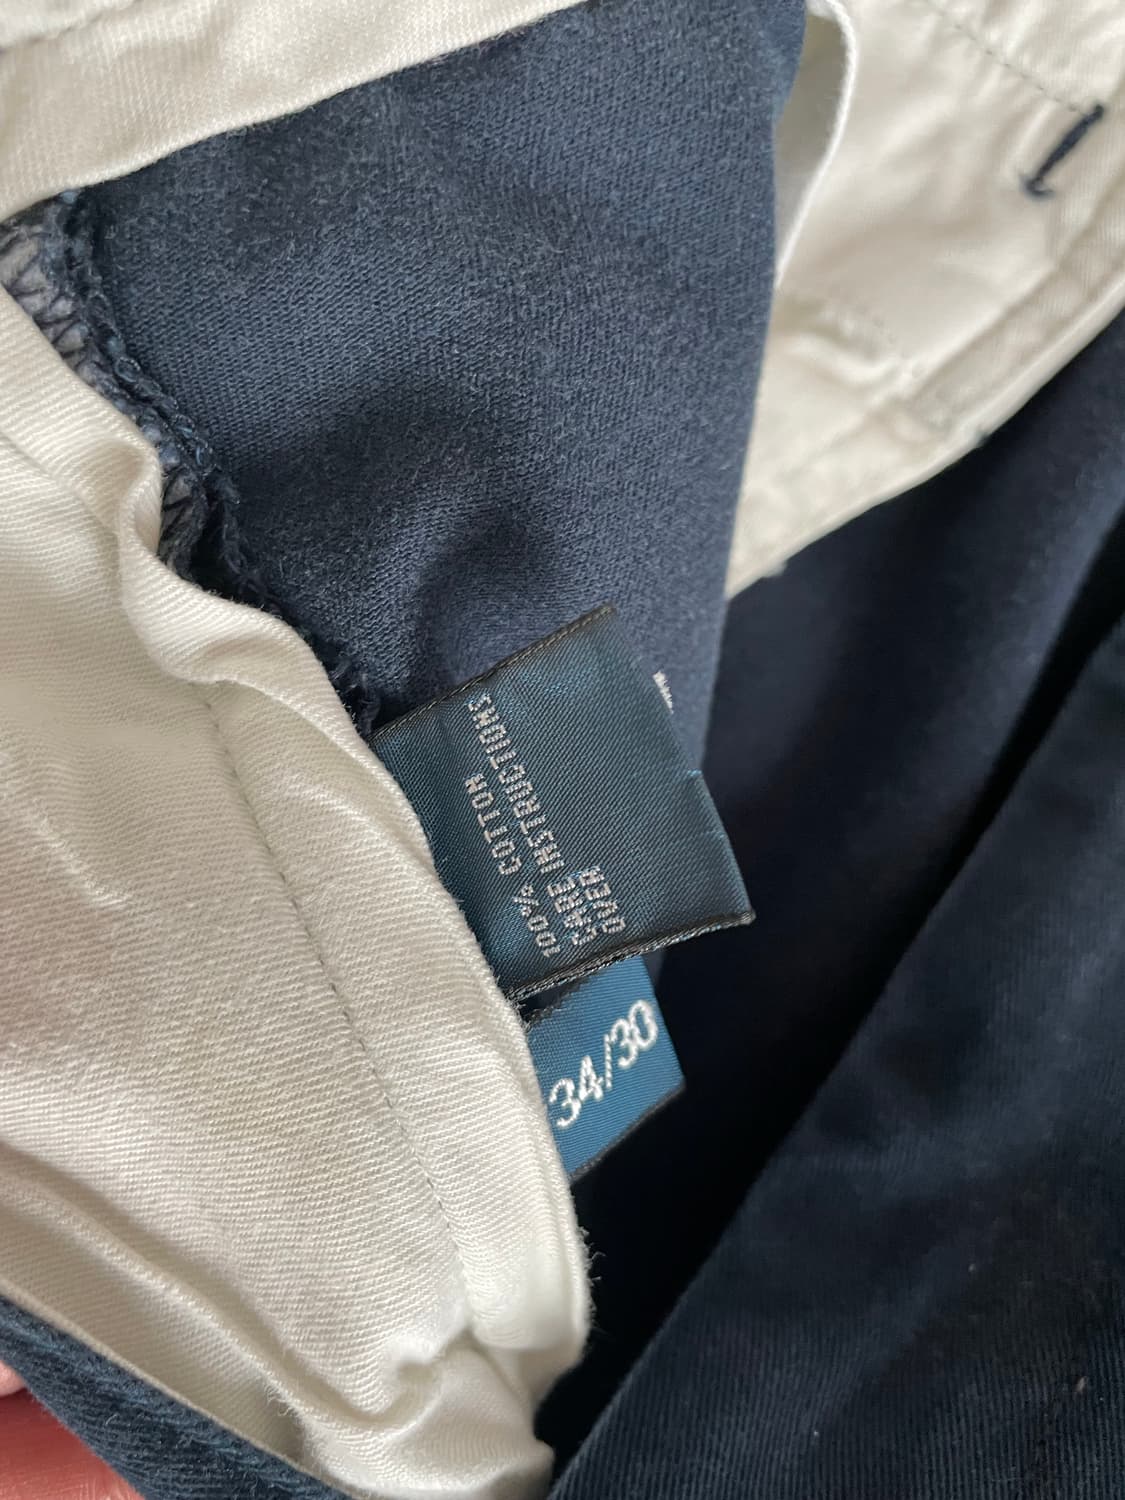 100% COTTON
CARE INSTRUCTIONS
OVER
34/30